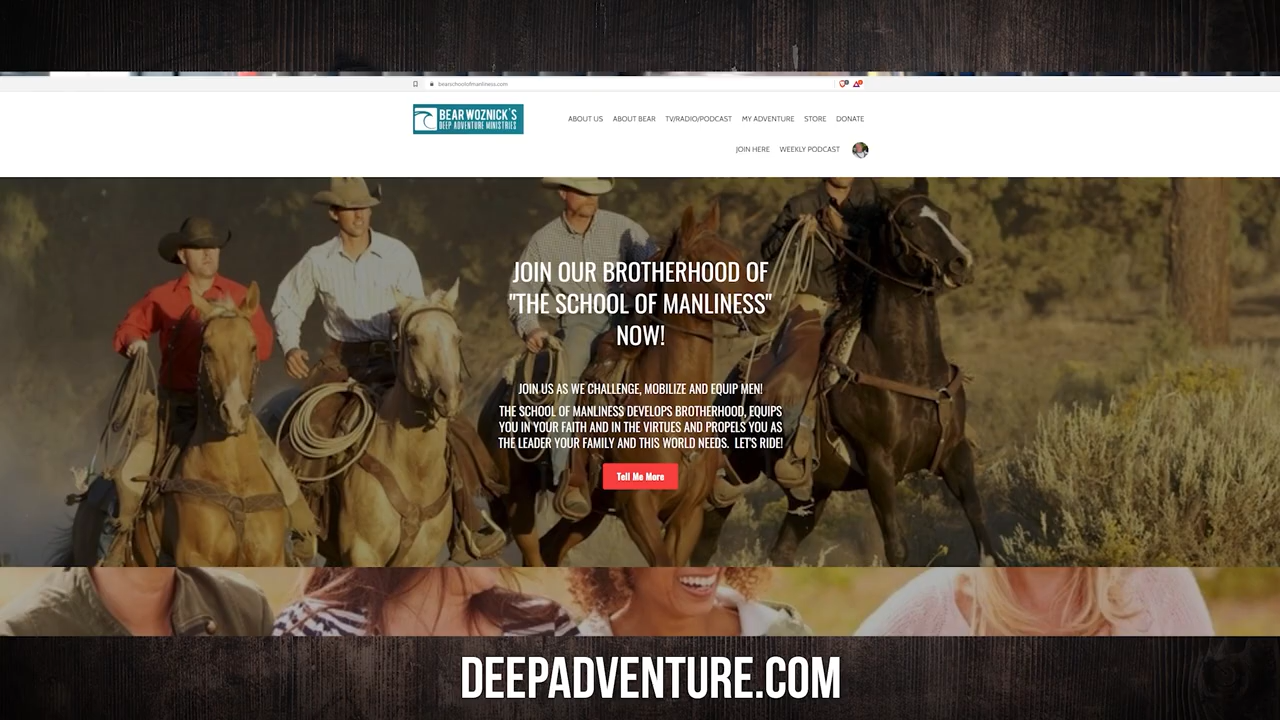 bearschoolofmanliness.com
BEAR WOZNICK'S
DEEP ADVENTURE MINISTRIES
ABOUT US ABOUT BEAR TV/RADIO/PODCAST MY ADVENTURE STORE DONATE
JOIN HERE WEEKLY PODCAST
JOIN OUR BROTHERHOOD OF
"THE SCHOOL OF MANLINESS"
NOW!
JOIN US AS WE CHALLENGE, MOBILIZE AND EQUIP MEN!
THE SCHOOL OF MANLINESS DEVELOPS BROTHERHOOD, EQUIPS
YOU IN YOUR FAITH AND IN THE VIRTUES AND PROPELS YOU AS
THE LEADER YOUR FAMILY AND THIS WORLD NEEDS. LET'S RIDE!
Tell Me More
DEEPADVENTURE.COM